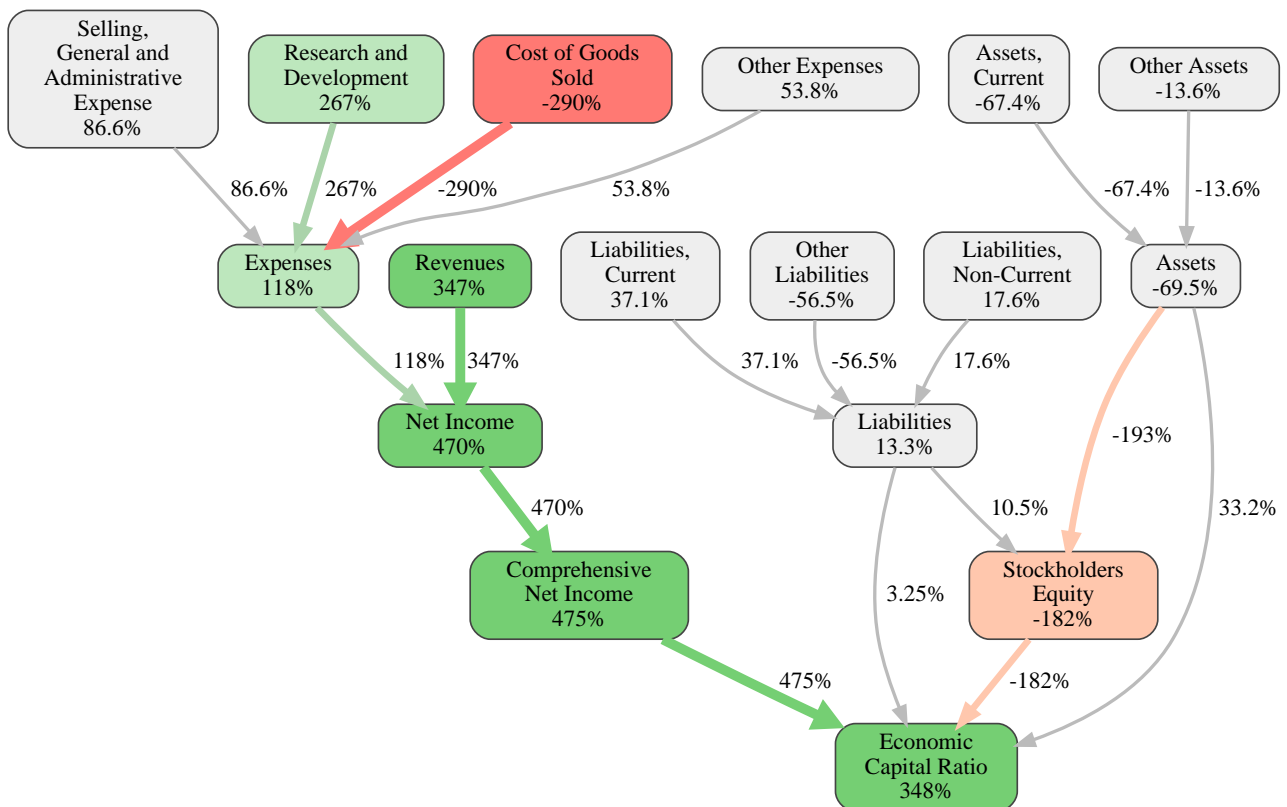 Selling,
General and
Administrative
Expense
86.6%
Research and
Development
267%
Cost of Goods
Sold
-290%
Other Expenses
53.8%
Assets,
Current
-67.4%
Other Assets
-13.6%
86.6%
267%
-290%
53.8%
-67.4%
-13.6%
Expenses
118%
Revenues
347%
Liabilities,
Current
37.1%
Other
Liabilities
-56.5%
Liabilities,
Non-Current
17.6%
Assets
-69.5%
118%
347%
37.1%
-56.5%
17.6%
Net Income
470%
Liabilities
13.3%
-193%
470%
10.5%
33.2%
Comprehensive
Net Income
475%
3.25%
Stockholders
Equity
-182%
475%
-182%
Economic
Capital Ratio
348%